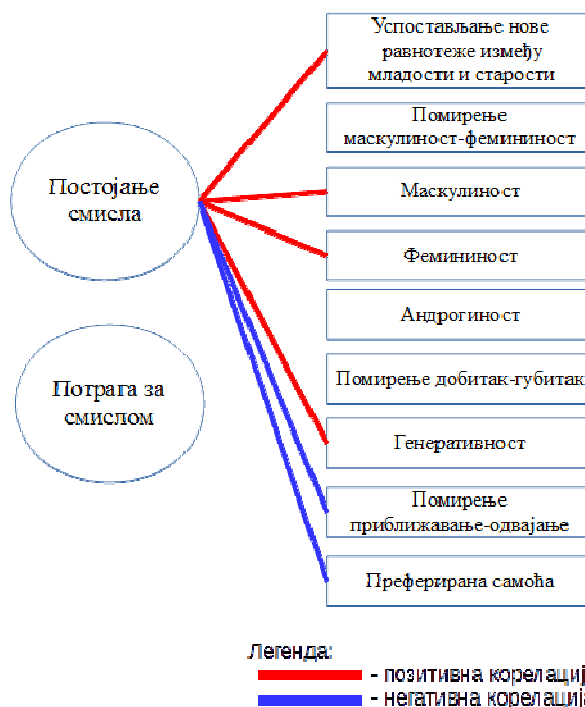 Успостављање нове
равнотеже између
младости и старости
Помирење
маскулиност-фемининост
Постојање
смисла
Маскулиност
Фемининост
Андрогиност
Помирење добитак-губитак
Потрага за
смислом
Генеративност
Помирење
приближавање-одвајање
Преферирана самоћа
Легенда:
- позитивна корелациј
- негативна корелациј